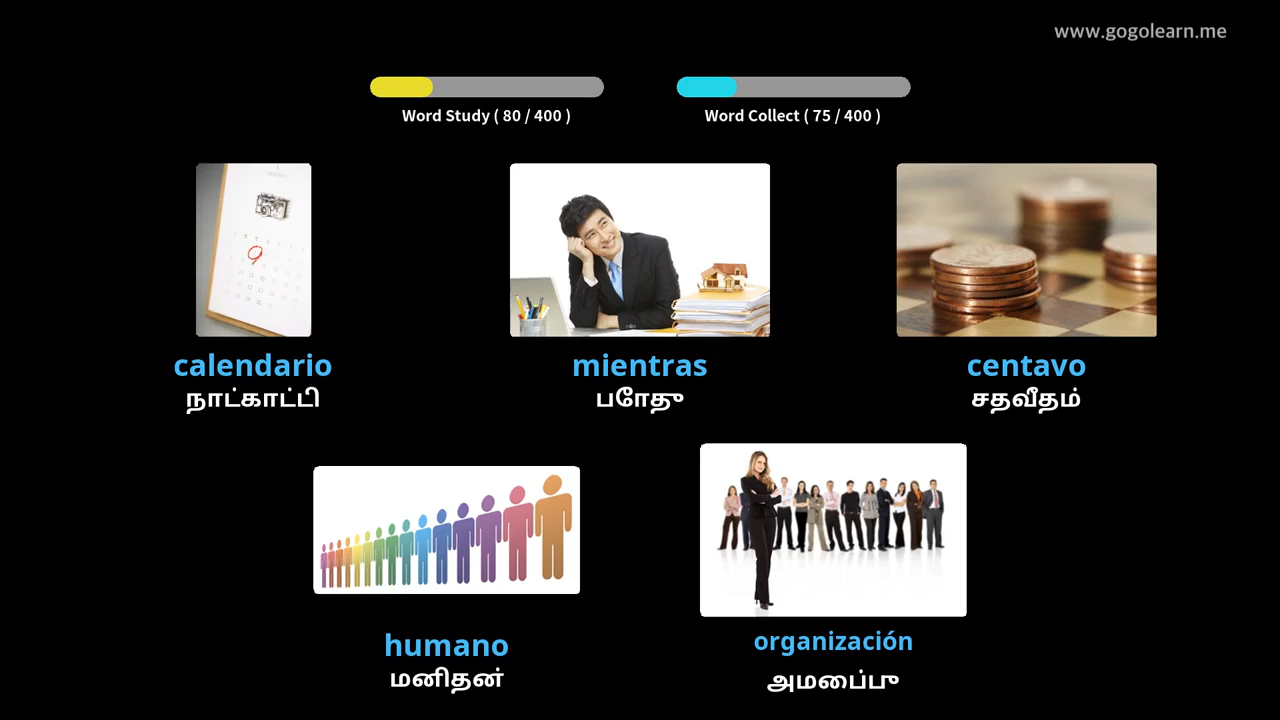 www.gogolearn.me
Word Study ( 80 / 400 )
Word Collect ( 75 / 400 )
calendario
நாட்காட்டி
mientras
போது
centavo
சதவீதம்
humano
மனிதன்
organización
அமைப்பு